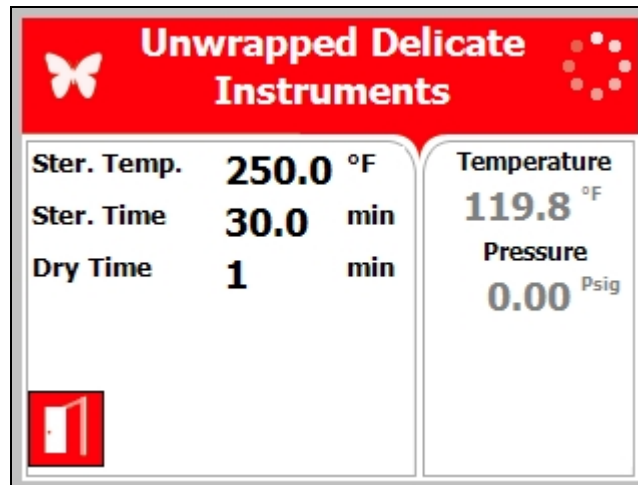 Unwrapped Delicate
Instruments
Ster. Temp. 250.0 °F
Ster. Time 30.0 min
Dry Time 1 min
Temperature
119.8 °F
Pressure
0.00 Psig